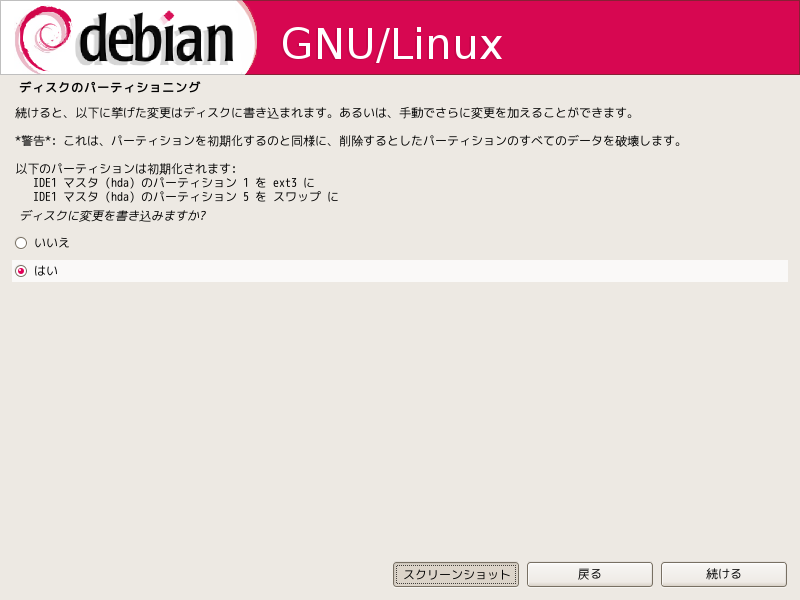 debian GNU/Linux
ディスクのパーティショニング
続けると、以下に挙げた変更はディスクに書き込まれます。あるいは、手動でさらに変更を加えることができます。
*警告*: これは、パーティションを初期化するのと同様に、削除するとしたパーティションのすべてのデータを破壊します。
以下のパーティションは初期化されます:
IDE1 マスタ (hda) のパーティション 1 を ext3 に
IDE1 マスタ (hda) のパーティション 5 を スワップ に
ディスクに変更を書き込みますか?
いいえ
はい
スクリーンショット 戻る 続ける